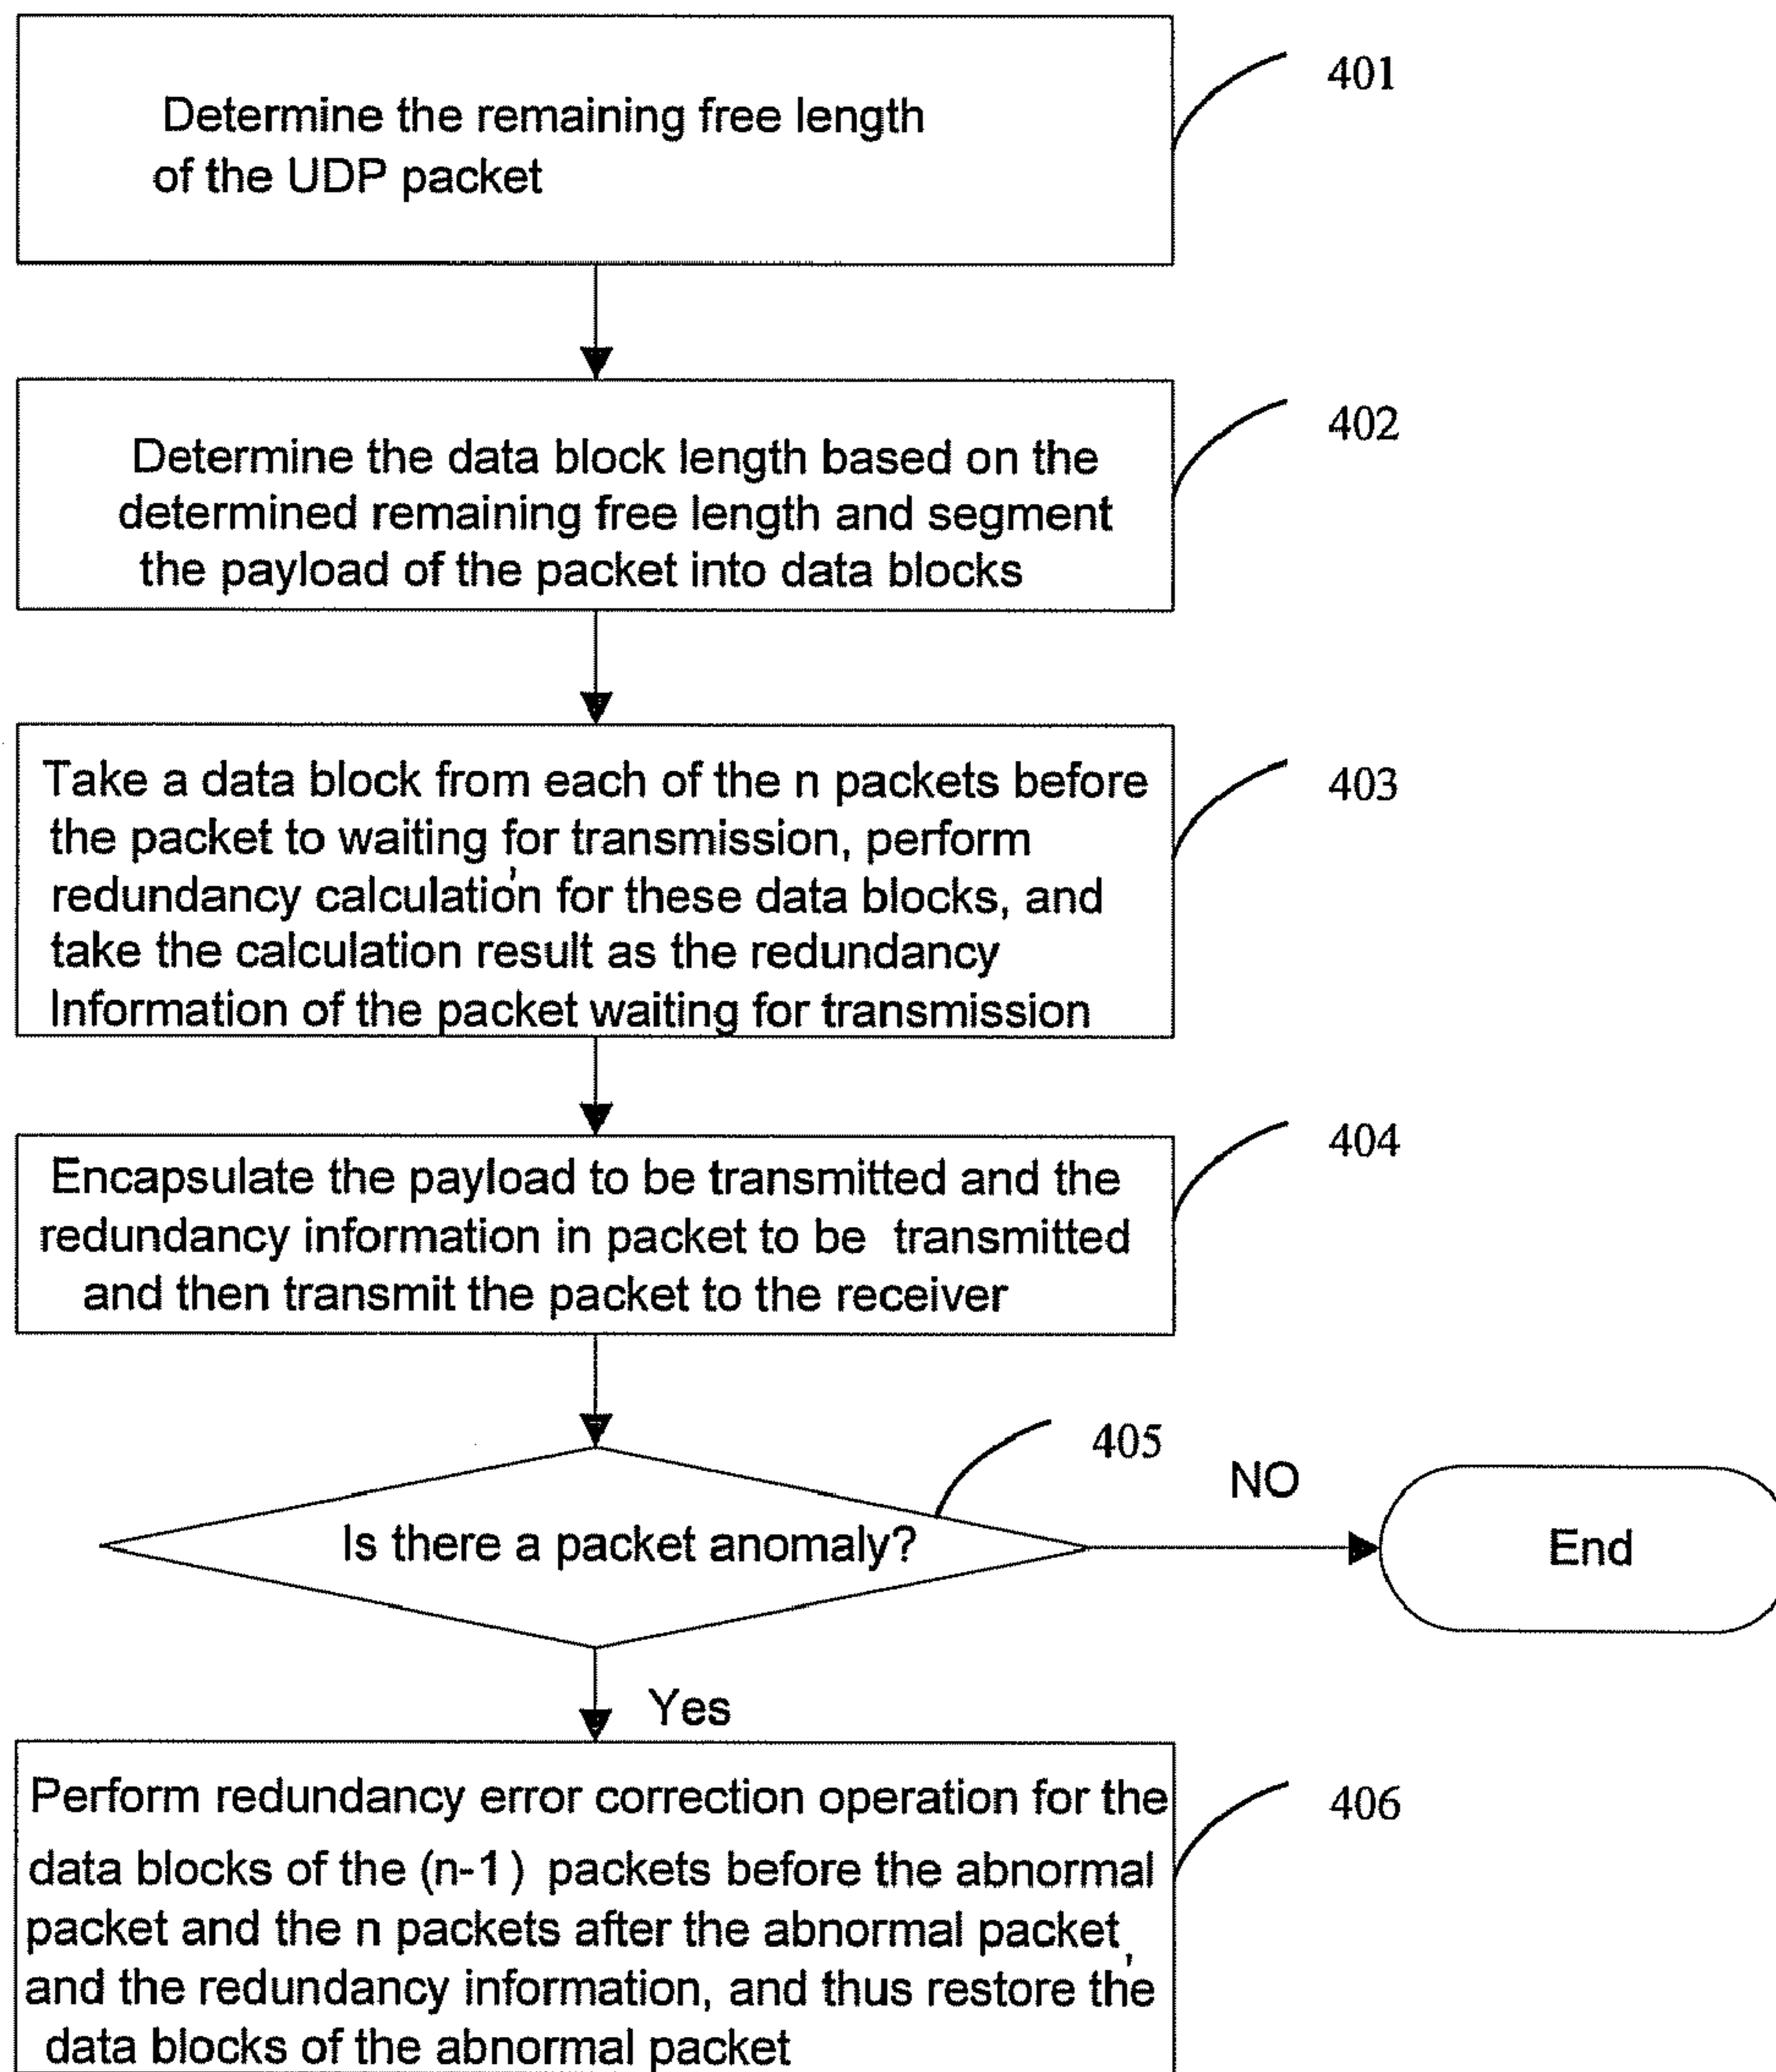 Determine the remaining free length
of the UDP packet
401
Determine the data block length based on the
determined remaining free length and segment
the payload of the packet into data blocks
402
Take a data block from each of the n packets before
the packet to waiting for transmission, perform
redundancy calculation for these data blocks, and
take the calculation result as the redundancy
Information of the packet waiting for transmission
403
Encapsulate the payload to be transmitted and the
redundancy information in packet to be transmitted
and then transmit the packet to the receiver
404
Is there a packet anomaly?
405
NO
End
Yes
Perform redundancy error correction operation for the
data blocks of the (n-1) packets before the abnormal
packet and the n packets after the abnormal packet,
and the redundancy information, and thus restore the
data blocks of the abnormal packet
406